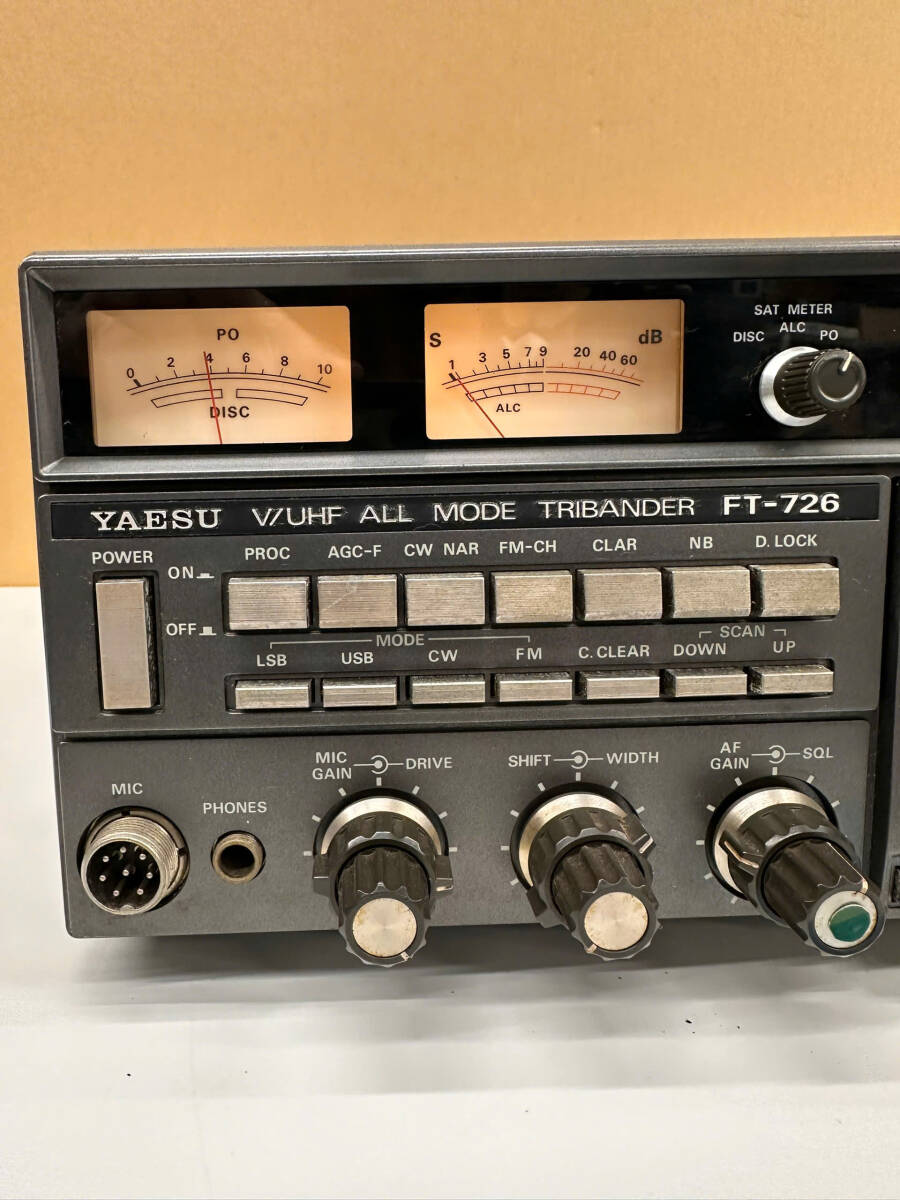 PO
0 2 4 6 8 10
DISC
S dB
1 3 5 7 9 20 40 60
ALC
SAT METER
DISC ALC PO
YAESU V/UHF ALL MODE TRIBANDER FT-726
POWER
ON
OFF
PROC AGC-F CW NAR FM-CH CLAR NB D. LOCK
MODE SCAN
LSB USB CW FM C. CLEAR DOWN UP
MIC
PHONES
MIC GAIN DRIVE
SHIFT WIDTH
AF GAIN SQL